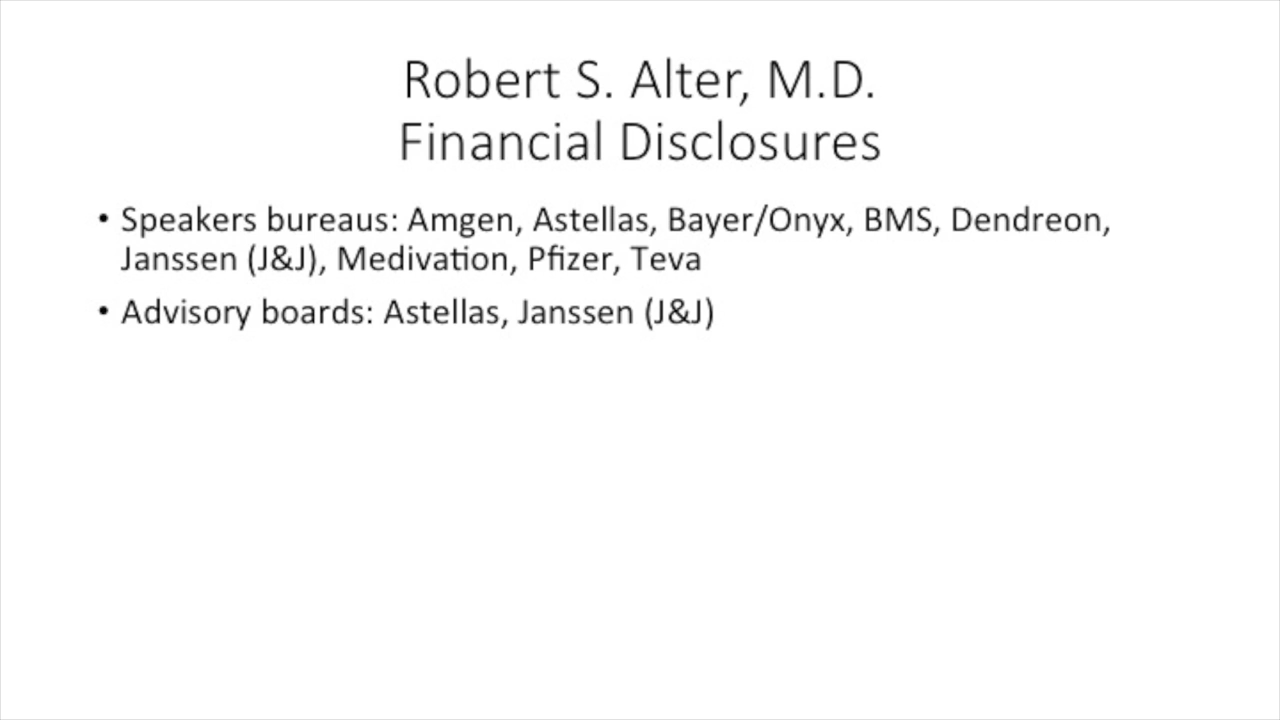 Robert S. Alter, M.D.
Financial Disclosures
• Speakers bureaus: Amgen, Astellas, Bayer/Onyx, BMS, Dendreon,
Janssen (J&J), Medivation, Pfizer, Teva
• Advisory boards: Astellas, Janssen (J&J)